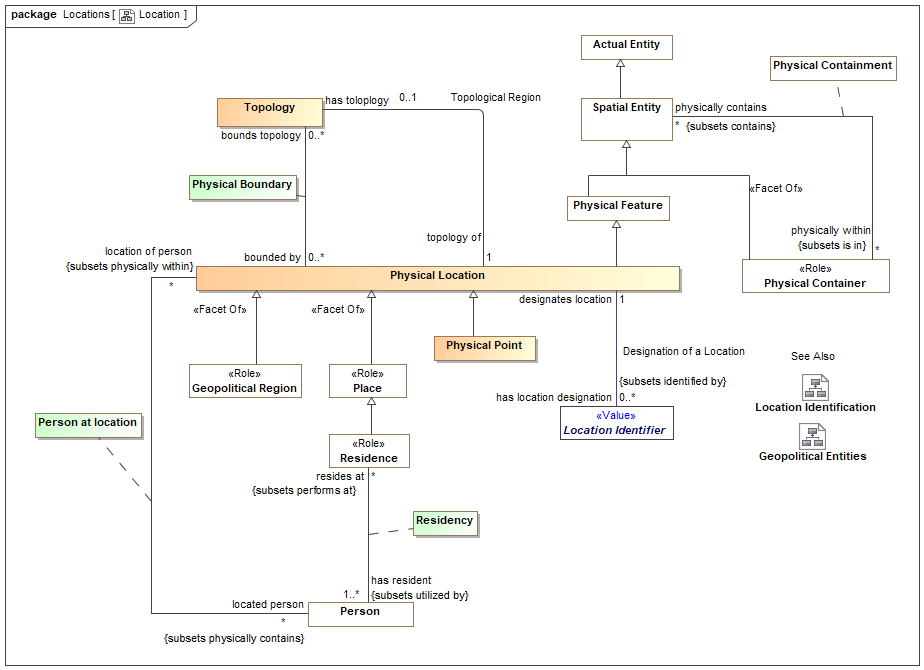 package Locations [ Location ]
Actual Entity
Physical Containment
Topology
has toloplogy 0..1 Topological Region
Spatial Entity
physically contains
* {subsets contains}
bounds topology 0..*
Physical Boundary
«Facet Of»
Physical Feature
physically within
{subsets is in} *
topology of
1
location of person
{subsets physically within}
*
bounded by 0..*
Physical Location
«Role»
Physical Container
designates location 1
«Facet Of»
«Facet Of»
Physical Point
Designation of a Location
See Also
«Role»
Geopolitical Region
«Role»
Place
{subsets identified by}
has location designation 0..*
Location Identification
«Value»
Location Identifier
Person at location
«Role»
Residence
Geopolitical Entities
resides at *
{subsets performs at}
Residency
has resident
1..* {subsets utilized by}
located person
*
Person
{subsets physically contains}